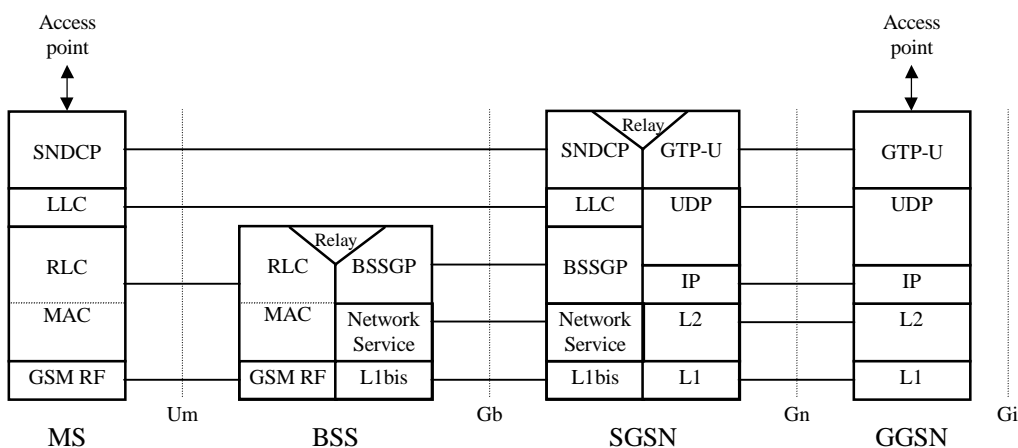 Access
point
Access
point
Relay
SNDCP
SNDCP
GTP-U
GTP-U
LLC
LLC
UDP
UDP
Relay
RLC
RLC
BSSGP
BSSGP
IP
IP
MAC
MAC
Network
Service
Network
Service
L2
L2
GSM RF
GSM RF
L1bis
L1bis
L1
L1
Um
Gb
Gn
Gi
MS
BSS
SGSN
GGSN